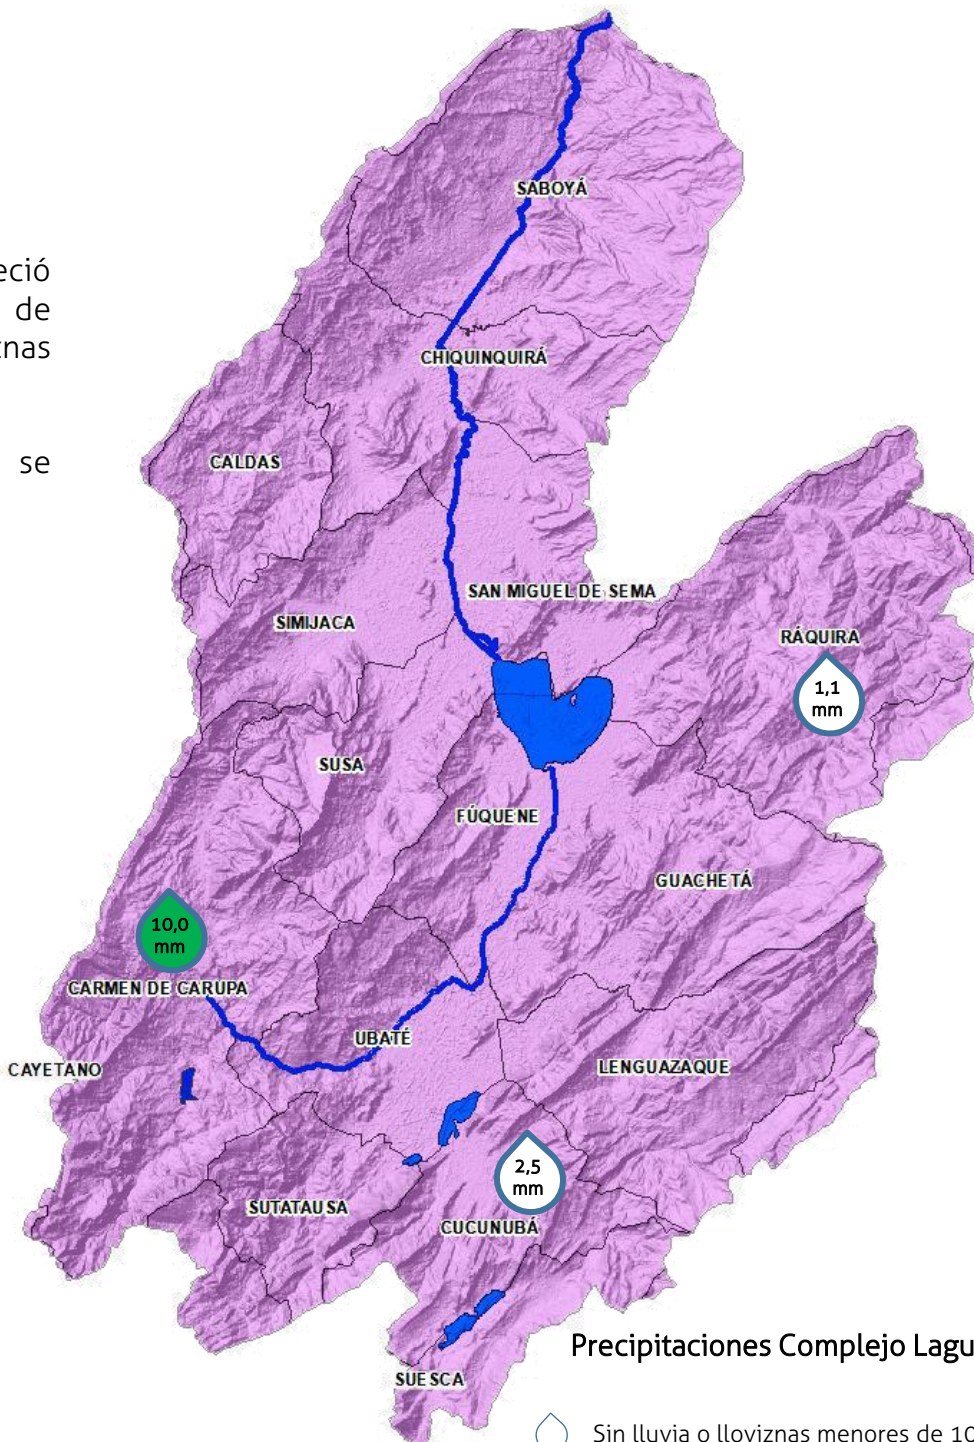 SABOYÁ
eció
de
znas
CHIQUINQUIRÁ
se
CALDAS
SAN MIGUEL DE SEMA
SIMIJACA
RÁQUIRA
1,1
mm
SUSA
FÚQUENE
GUACHETÁ
10,0
mm
CARMEN DE CARUPA
UBATÉ
CAYETANO
LENGUAZAQUE
2,5
mm
SUTATAUSA
CUCUNUBÁ
Precipitaciones Complejo Lagu
SUESCA
Sin lluvia o lloviznas menores de 10